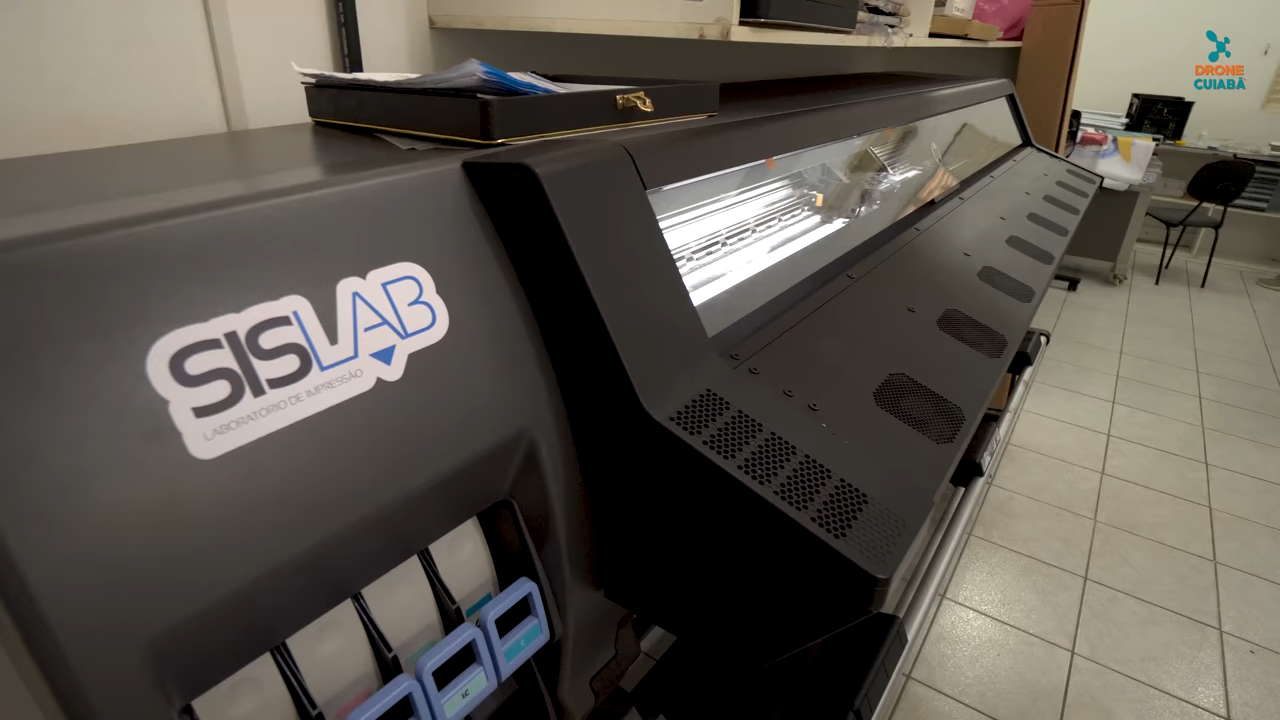 SISLAB
LABORATÓRIO DE IMPRESSÃO
DRONE
CUIABÁ
LC
C